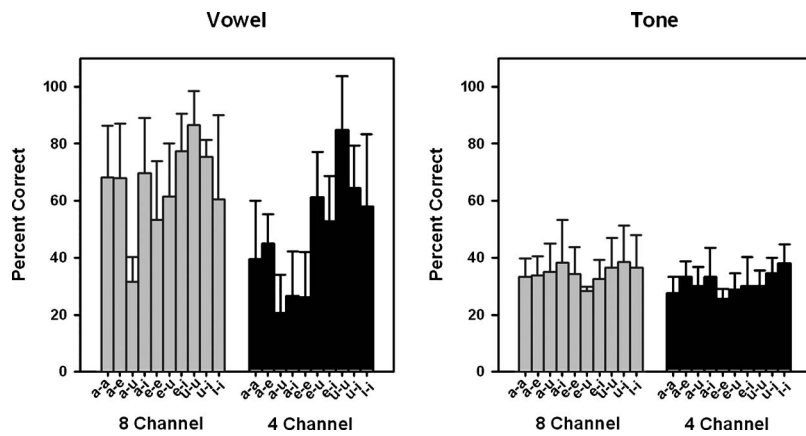 Vowel
Tone
Percent Correct
100
80
60
40
20
0
a-a a-e a-u a-i e-e e-u e-i u-u u-i i-i
a-a a-e a-u a-i e-e e-u e-i u-u u-i i-i
8 Channel
4 Channel
Percent Correct
100
80
60
40
20
0
a-a a-e a-u a-i e-e e-u e-i u-u u-i i-i
a-a a-e a-u a-i e-e e-u e-i u-u u-i i-i
8 Channel
4 Channel